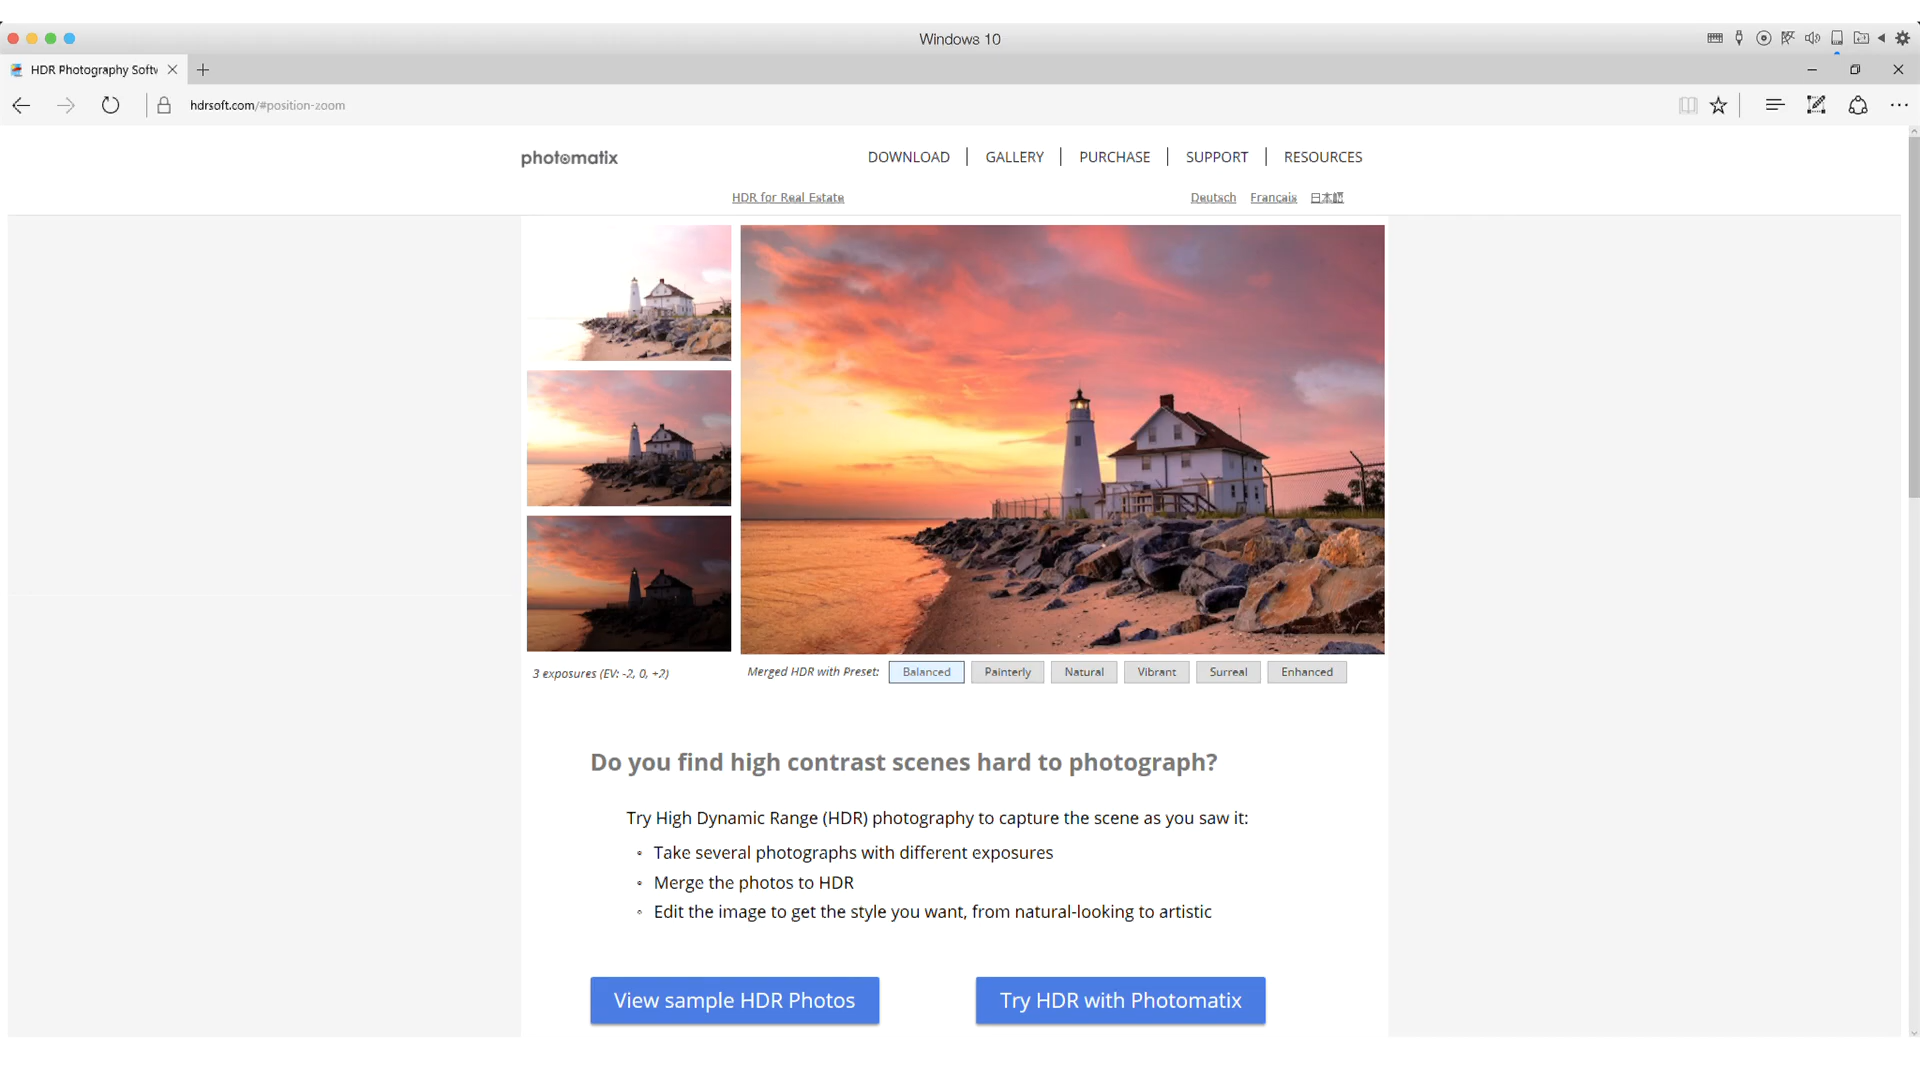 Windows 10
HDR Photography Softw
hdrsoft.com/#position-zoom
photomatix
DOWNLOAD GALLERY PURCHASE SUPPORT RESOURCES
HDR for Real Estate Deutsch Français 日本語
3 exposures (EV: -2, 0, +2) Merged HDR with Preset: Balanced Painterly Natural Vibrant Surreal Enhanced
Do you find high contrast scenes hard to photograph?
Try High Dynamic Range (HDR) photography to capture the scene as you saw it:
Take several photographs with different exposures
Merge the photos to HDR
Edit the image to get the style you want, from natural-looking to artistic
View sample HDR Photos Try HDR with Photomatix